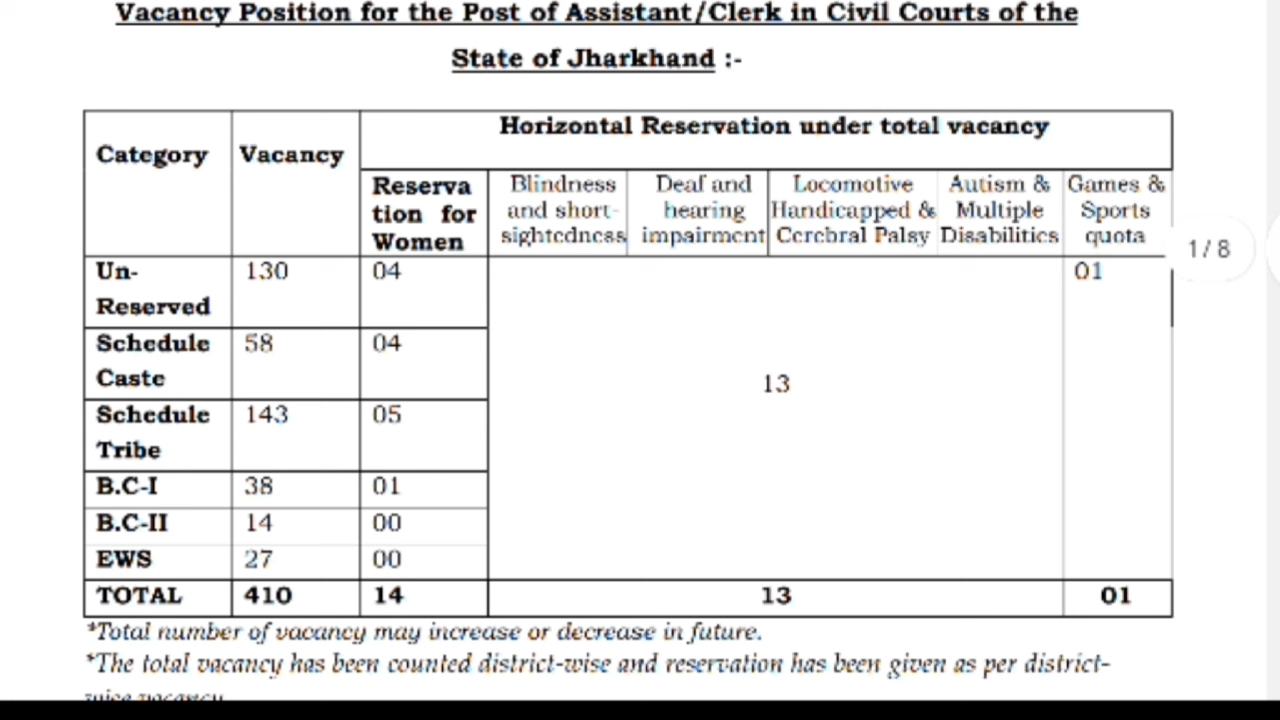 Vacancy Position for the Post of Assistant/Clerk in Civil Courts of the
State of Jharkhand :-
Category Vacancy Horizontal Reservation under total vacancy
Reserva
tion for
Women
Blindness
and short-
sightedness
Deaf and
hearing
impairment
Locomotive
Handicapped &
Cerebral Palsy
Autism &
Multiple
Disabilities
Games &
Sports
quota
1/8
Un-
Reserved
130 04 01
Schedule
Caste
58 04
13
Schedule
Tribe
143 05
B.C-I 38 01
B.C-II 14 00
EWS 27 00
TOTAL 410 14 13 01
*Total number of vacancy may increase or decrease in future.
*The total vacancy has been counted district-wise and reservation has been given as per district-
wise vacancy